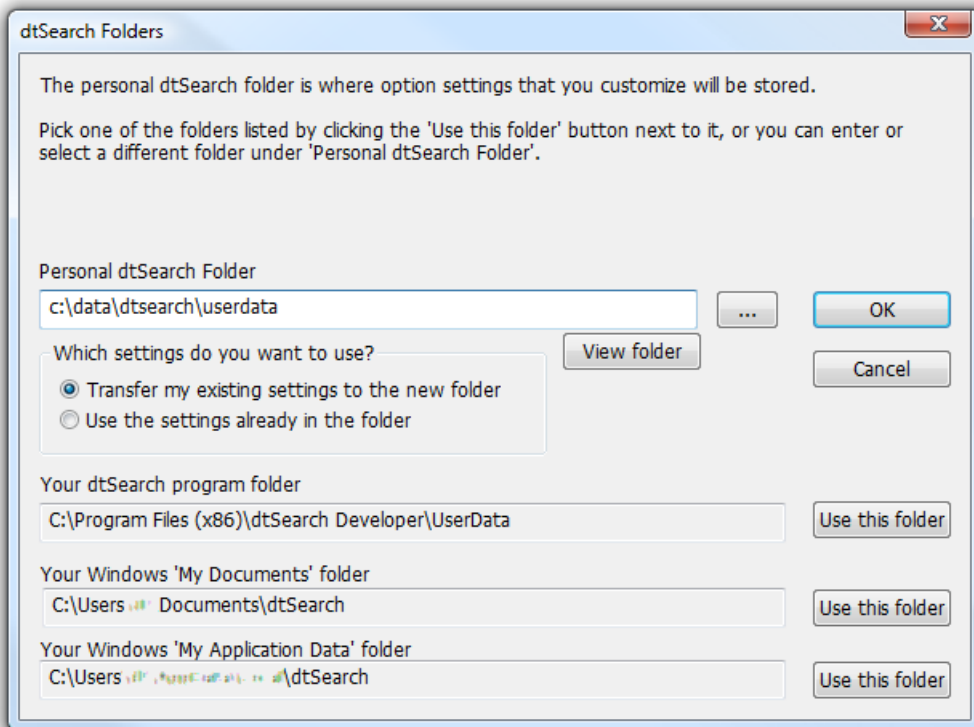 dtSearch Folders
The personal dtSearch folder is where option settings that you customize will be stored.
Pick one of the folders listed by clicking the 'Use this folder' button next to it, or you can enter or
select a different folder under 'Personal dtSearch Folder'.
Personal dtSearch Folder
c:\data\dtsearch\userdata
...
OK
Which settings do you want to use?
View folder
Cancel
Transfer my existing settings to the new folder
Use the settings already in the folder
Your dtSearch program folder
C:\Program Files (x86)\dtSearch Developer\UserData
Use this folder
Your Windows 'My Documents' folder
C:\Users Documents\dtSearch
Use this folder
Your Windows 'My Application Data' folder
C:\Users \dtSearch
Use this folder